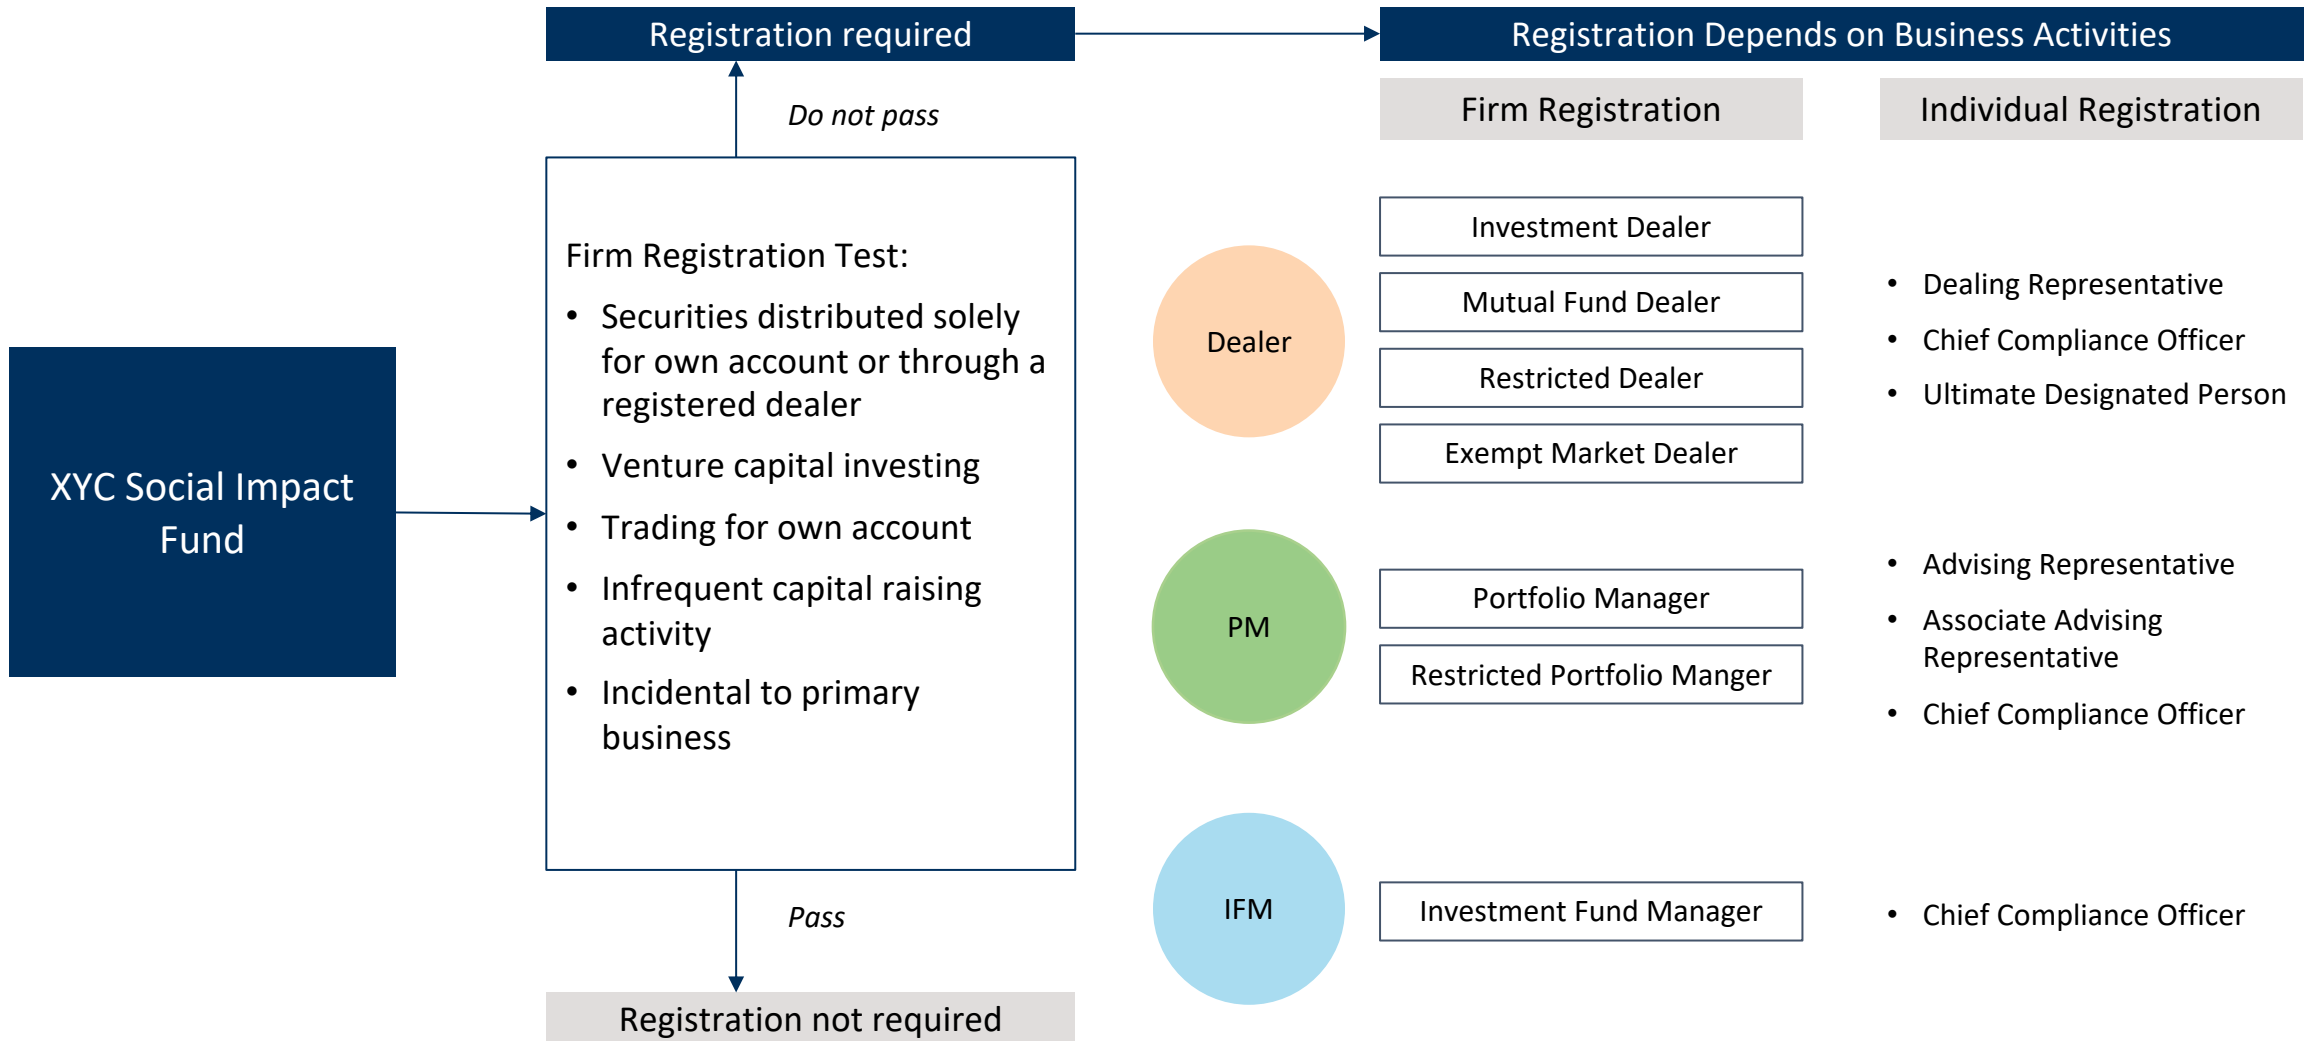 Registration required
Registration Depends on Business Activities
Do not pass
Firm Registration
Individual Registration
XYC Social Impact
Fund
Firm Registration Test:
• Securities distributed solely
for own account or through a
registered dealer
• Venture capital investing
• Trading for own account
• Infrequent capital raising
activity
• Incidental to primary
business
Pass
Registration not required
Dealer
Investment Dealer
Mutual Fund Dealer
Restricted Dealer
Exempt Market Dealer
• Dealing Representative
• Chief Compliance Officer
• Ultimate Designated Person
PM
Portfolio Manager
Restricted Portfolio Manger
• Advising Representative
• Associate Advising
Representative
• Chief Compliance Officer
IFM
Investment Fund Manager
• Chief Compliance Officer